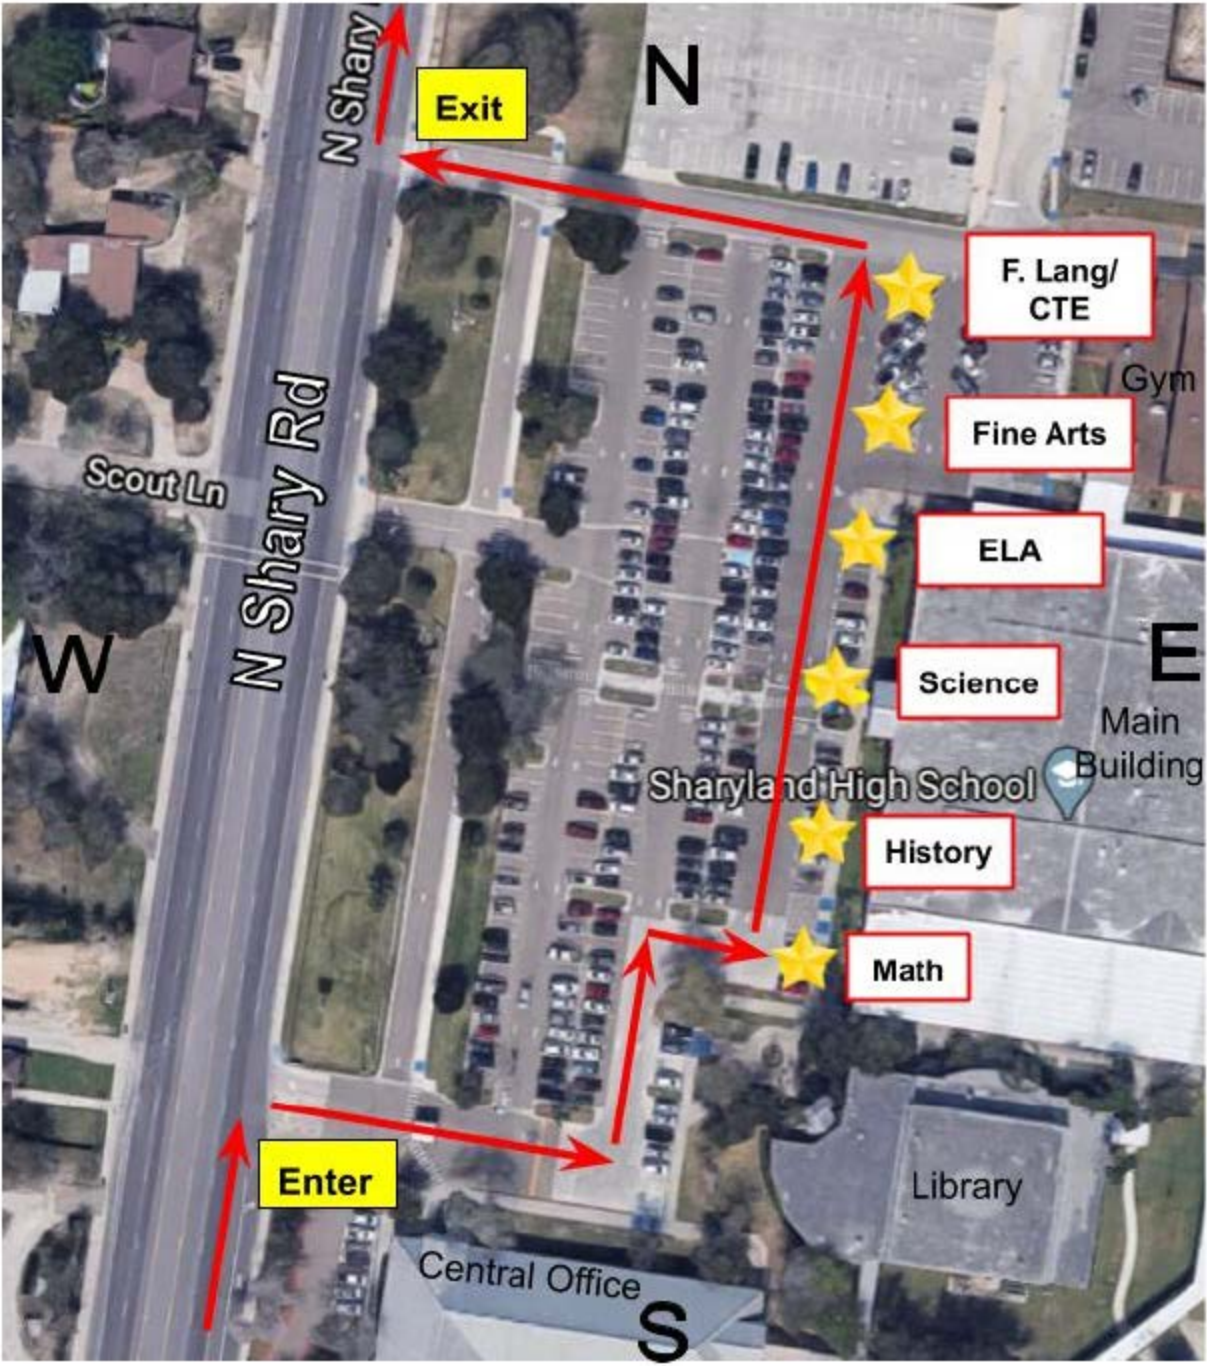 N Shary
N
Exit
F. Lang/
CTE
Gym
Fine Arts
Scout Ln
N Shary Rd
ELA
W
E
Science
Main
Building
Sharyland High School
History
Math
Enter
Library
Central Office
S